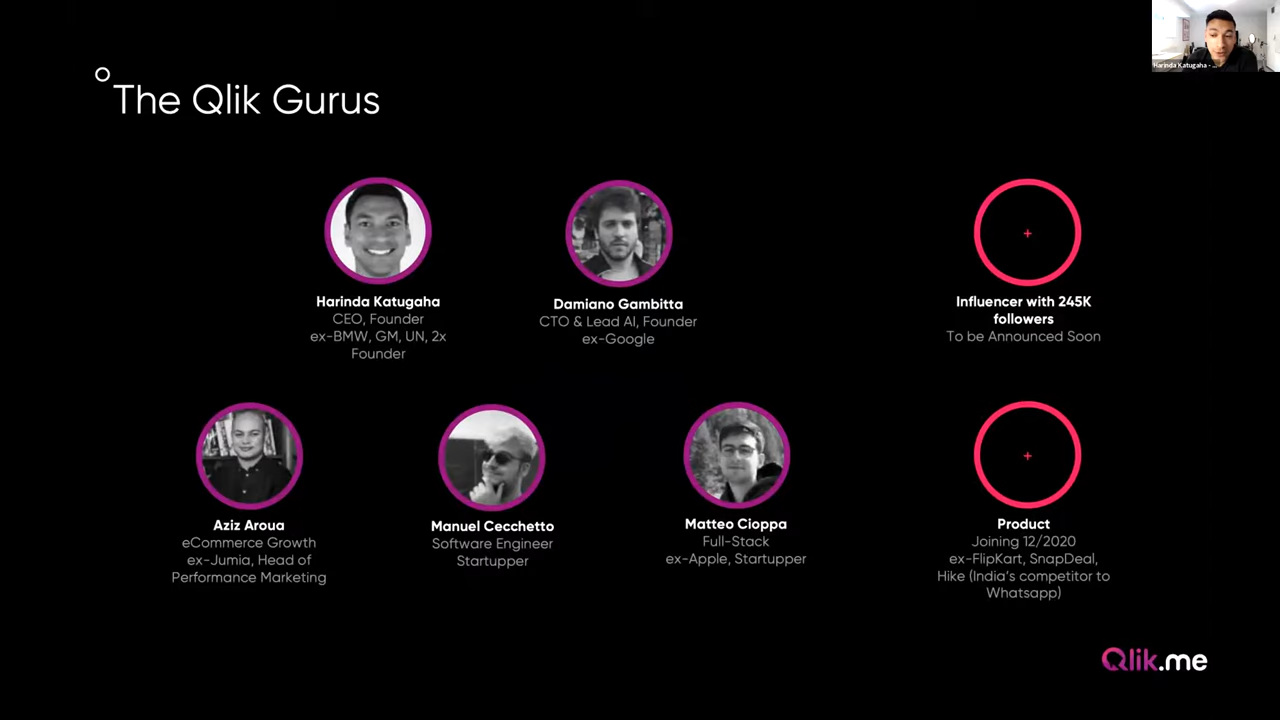 Harinda Katugaha - ...
The Qlik Gurus
Harinda Katugaha
CEO, Founder
ex-BMW, GM, UN, 2x
Founder
Damiano Gambitta
CTO & Lead AI, Founder
ex-Google
Influencer with 245K
followers
To be Announced Soon
Aziz Aroua
eCommerce Growth
ex-Jumia, Head of
Performance Marketing
Manuel Cecchetto
Software Engineer
Startupper
Matteo Cioppa
Full-Stack
ex-Apple, Startupper
Product
Joining 12/2020
ex-FlipKart, SnapDeal,
Hike (India's competitor to
Whatsapp)
Qlik.me